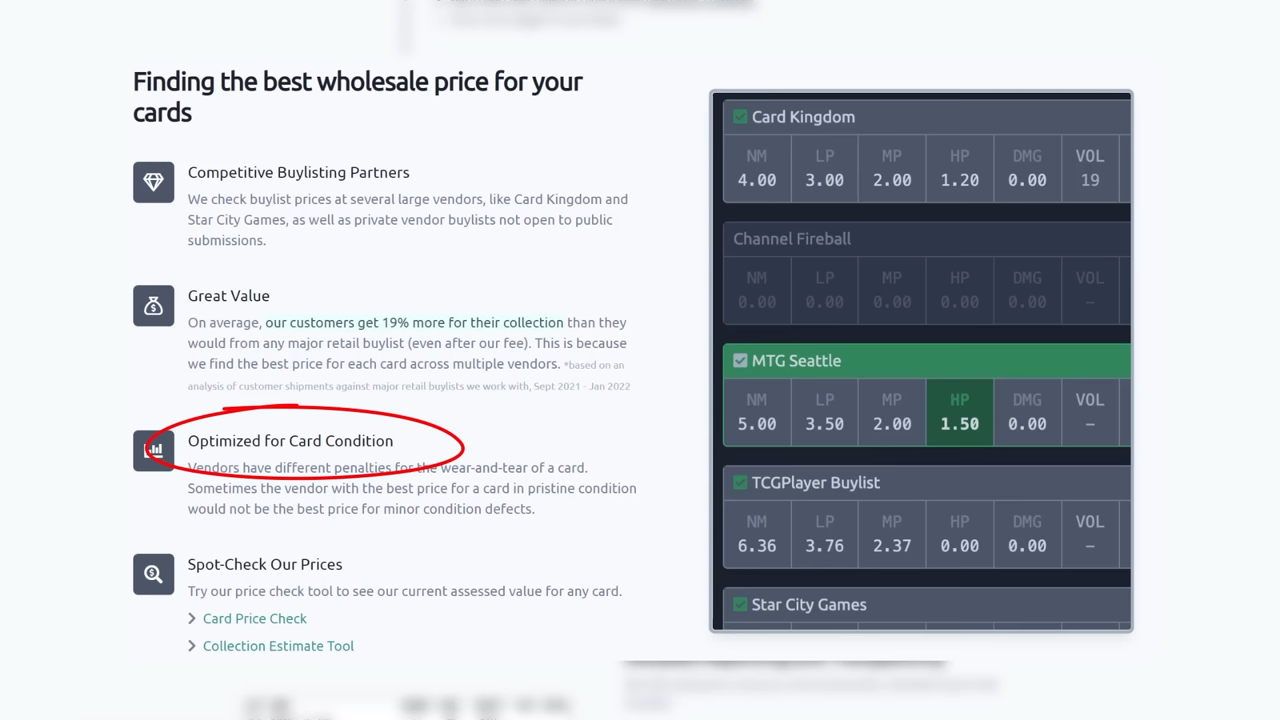 Finding the best wholesale price for your
cards
Competitive Buylisting Partners
We check buylist prices at several large vendors, like Card Kingdom and
Star City Games, as well as private vendor buylists not open to public
submissions.
Great Value
On average, our customers get 19% more for their collection than they
would from any major retail buylist (even after our fee). This is because
we find the best price for each card across multiple vendors. *based on an
analysis of customer shipments against major retail buylists we work with, Sept 2021 - Jan 2022
Optimized for Card Condition
Vendors have different penalties for the wear-and-tear of a card.
Sometimes the vendor with the best price for a card in pristine condition
would not be the best price for minor condition defects.
Spot-Check Our Prices
Try our price check tool to see our current assessed value for any card.
Card Price Check
Collection Estimate Tool
Card Kingdom
NM LP MP HP DMG VOL
4.00 3.00 2.00 1.20 0.00 19
Channel Fireball
NM LP MP HP DMG VOL
0.00 0.00 0.00 0.00 0.00 –
MTG Seattle
NM LP MP HP DMG VOL
5.00 3.50 2.00 1.50 0.00 –
TCGPlayer Buylist
NM LP MP HP DMG VOL
6.36 3.76 2.37 0.00 0.00 –
Star City Games